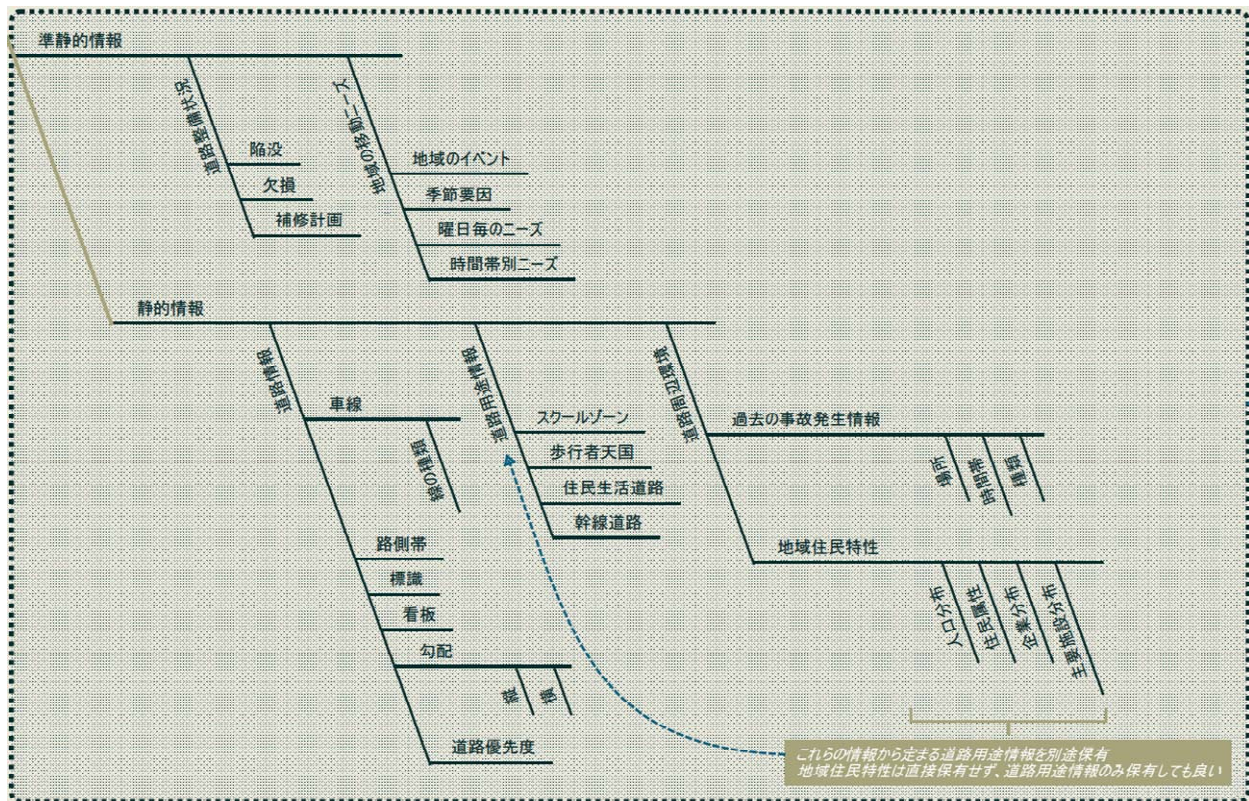 準静的情報
道路整備状況
陥没
欠損
補修計画
地域の移動ニーズ
地域のイベント
季節要因
曜日毎のニーズ
時間帯別ニーズ
静的情報
道路情報
車線
線の種類
路側帯
標識
看板
勾配
縦
横
道路優先度
道路用途情報
スクールゾーン
歩行者天国
住民生活道路
幹線道路
道路周辺環境
過去の事故発生情報
場所
時間帯
種類
地域住民特性
人口分布
住民属性
企業分布
主要施設分布
これらの情報から定まる道路用途情報を別途保有
地域住民特性は直接保有せず、道路用途情報のみ保有しても良い